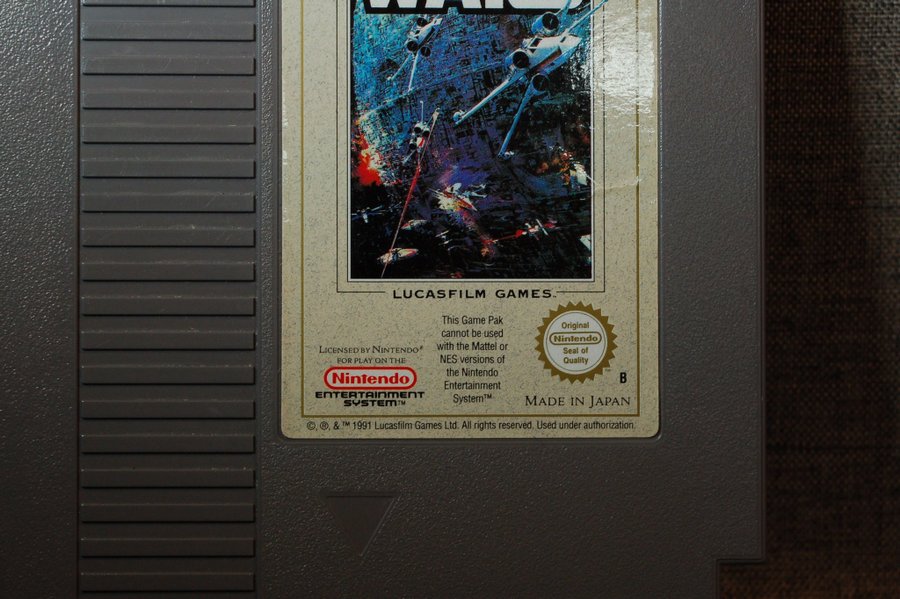 WARS
LUCASFILM GAMES™
This Game Pak
cannot be used
with the Mattel or
NES versions of
the Nintendo
Entertainment
System™
LICENSED BY NINTENDO®
FOR PLAY ON THE
Nintendo
ENTERTAINMENT
SYSTEM™
Original
Nintendo
Seal of
Quality
B
MADE IN JAPAN
©, ®, & ™ 1991 Lucasfilm Games Ltd. All rights reserved. Used under authorization.